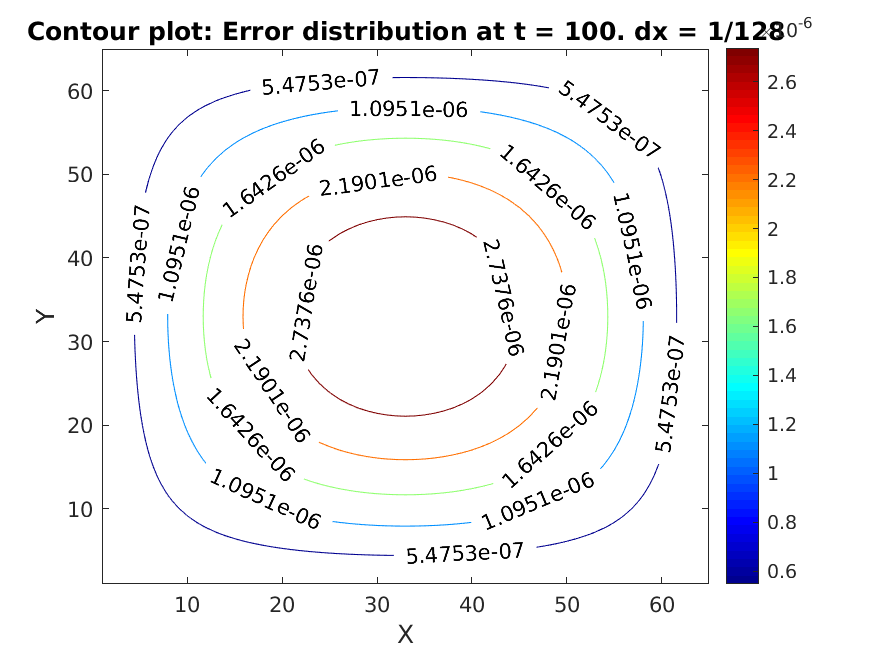 Contour plot: Error distribution at t = 100. dx = 1/128
×10-6
5.4753e-07
5.4753e-07
1.0951e-06
1.6426e-06
1.6426e-06
2.1901e-06
1.0951e-06
1.0951e-06
5.4753e-07
2.7376e-06
2.7376e-06
2.1901e-06
2.1901e-06
5.4753e-07
1.6426e-06
1.6426e-06
1.0951e-06
1.0951e-06
5.4753e-07
60
50
40
30
20
10
Y
10
20
30
40
50
60
X
2.6
2.4
2.2
2
1.8
1.6
1.4
1.2
1
0.8
0.6